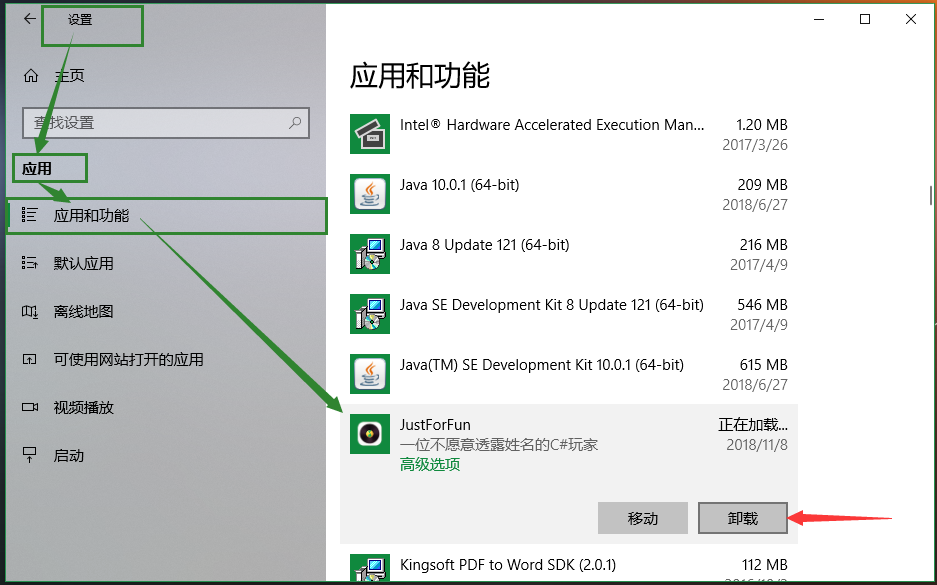 设置
主页
查找设置
应用
应用和功能
默认应用
离线地图
可使用网站打开的应用
视频播放
启动
应用和功能
Intel® Hardware Accelerated Execution Man... 1.20 MB
2017/3/26
Java 10.0.1 (64-bit) 209 MB
2018/6/27
Java 8 Update 121 (64-bit) 216 MB
2017/4/9
Java SE Development Kit 8 Update 121 (64-bit) 546 MB
2017/4/9
Java(TM) SE Development Kit 10.0.1 (64-bit) 615 MB
2018/6/27
JustForFun 正在加载...
一位不愿意透露姓名的C#玩家 2018/11/8
高级选项
移动 卸载
Kingsoft PDF to Word SDK (2.0.1) 112 MB